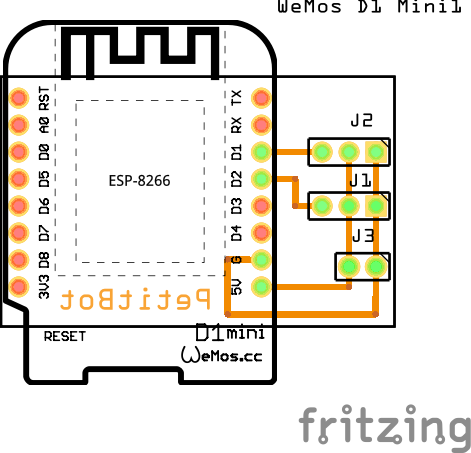 WeMos D1 Mini1
RST
A0
D0
D5
D6
D7
D8
3V3
TX
RX
D1
D2
D3
D4
G
5V
ESP-8266
J2
J1
J3
PetitBot
RESET
D1mini
WeMos.cc
fritzing